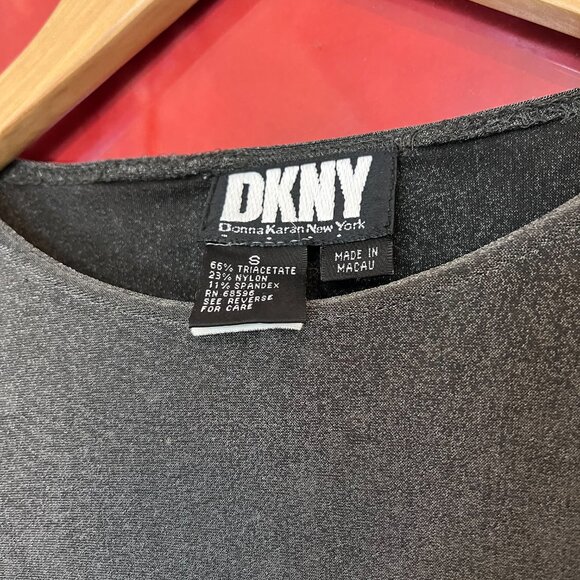 DKNY
Donna Karan New York
S
66% TRIACETATE
23% NYLON
11% SPANDEX
RN 68596
SEE REVERSE
FOR CARE
MADE IN
MACAU